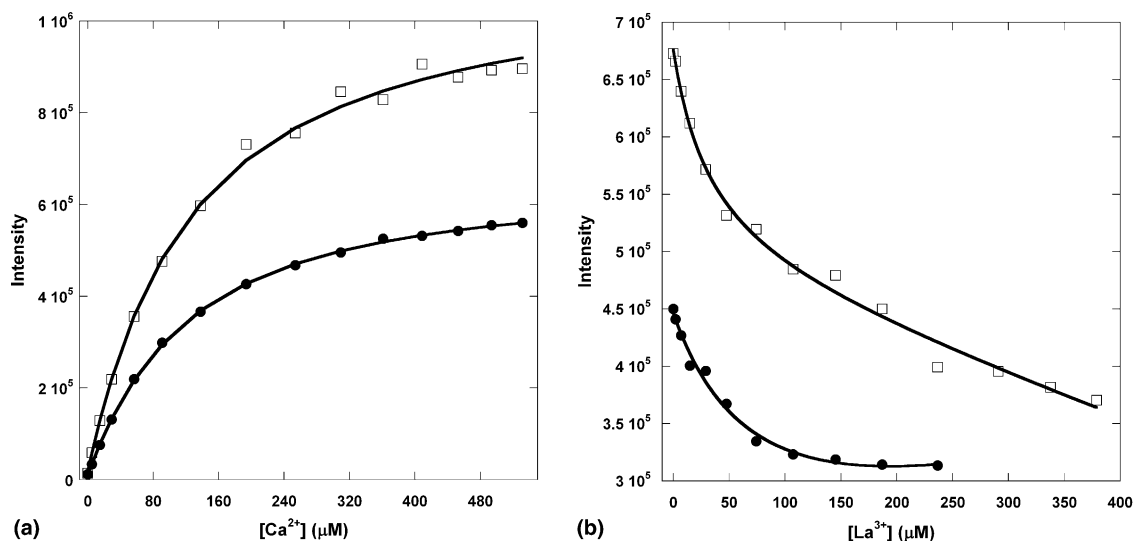 1 10⁶
8 10⁵
6 10⁵
4 10⁵
2 10⁵
0
Intensity
0 80 160 240 320 400 480
[Ca²⁺] (μM)
(a)
7 10⁵
6.5 10⁵
6 10⁵
5.5 10⁵
5 10⁵
4.5 10⁵
4 10⁵
3.5 10⁵
3 10⁵
Intensity
0 50 100 150 200 250 300 350 400
[La³⁺] (μM)
(b)